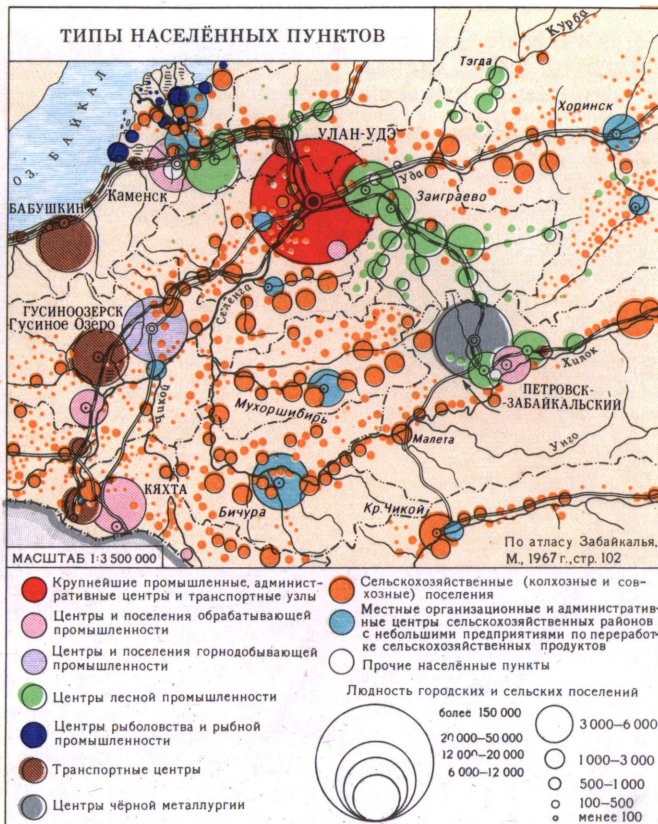 ТИПЫ НАСЕЛЁННЫХ ПУНКТОВ
Курба
Тэгда
Хоринск
ОЗ. БАЙКАЛ
УЛАН-УДЭ
Уда
Каменск
Заиграево
БАБУШКИН
Селенга
ГУСИНООЗЕРСК
Гусиное Озеро
Чикой
Хилок
ПЕТРОВСК-
ЗАБАЙКАЛЬСКИЙ
Мухоршибирь
Малета
Унго
КЯХТА
Бичура
Кр.Чикой
По атласу Забайкалья,
М., 1967 г., стр. 102
МАСШТАБ 1:3 500 000
Крупнейшие промышленные, админист-
ративные центры и транспортные узлы
Центры и поселения обрабатывающей
промышленности
Центры и поселения горнодобывающей
промышленности
Центры лесной промышленности
Центры рыболовства и рыбной
промышленности
Транспортные центры
Центры чёрной металлургии
Сельскохозяйственные (колхозные и сов-
хозные) поселения
Местные организационные и административ-
ные центры сельскохозяйственных районов
с небольшими предприятиями по переработ-
ке сельскохозяйственных продуктов
Прочие населённые пункты
Людность городских и сельских поселений
более 150 000
20 000—50 000
12 000—20 000
6 000—12 000
3 000—6 000
1 000—3 000
500—1 000
100—500
менее 100